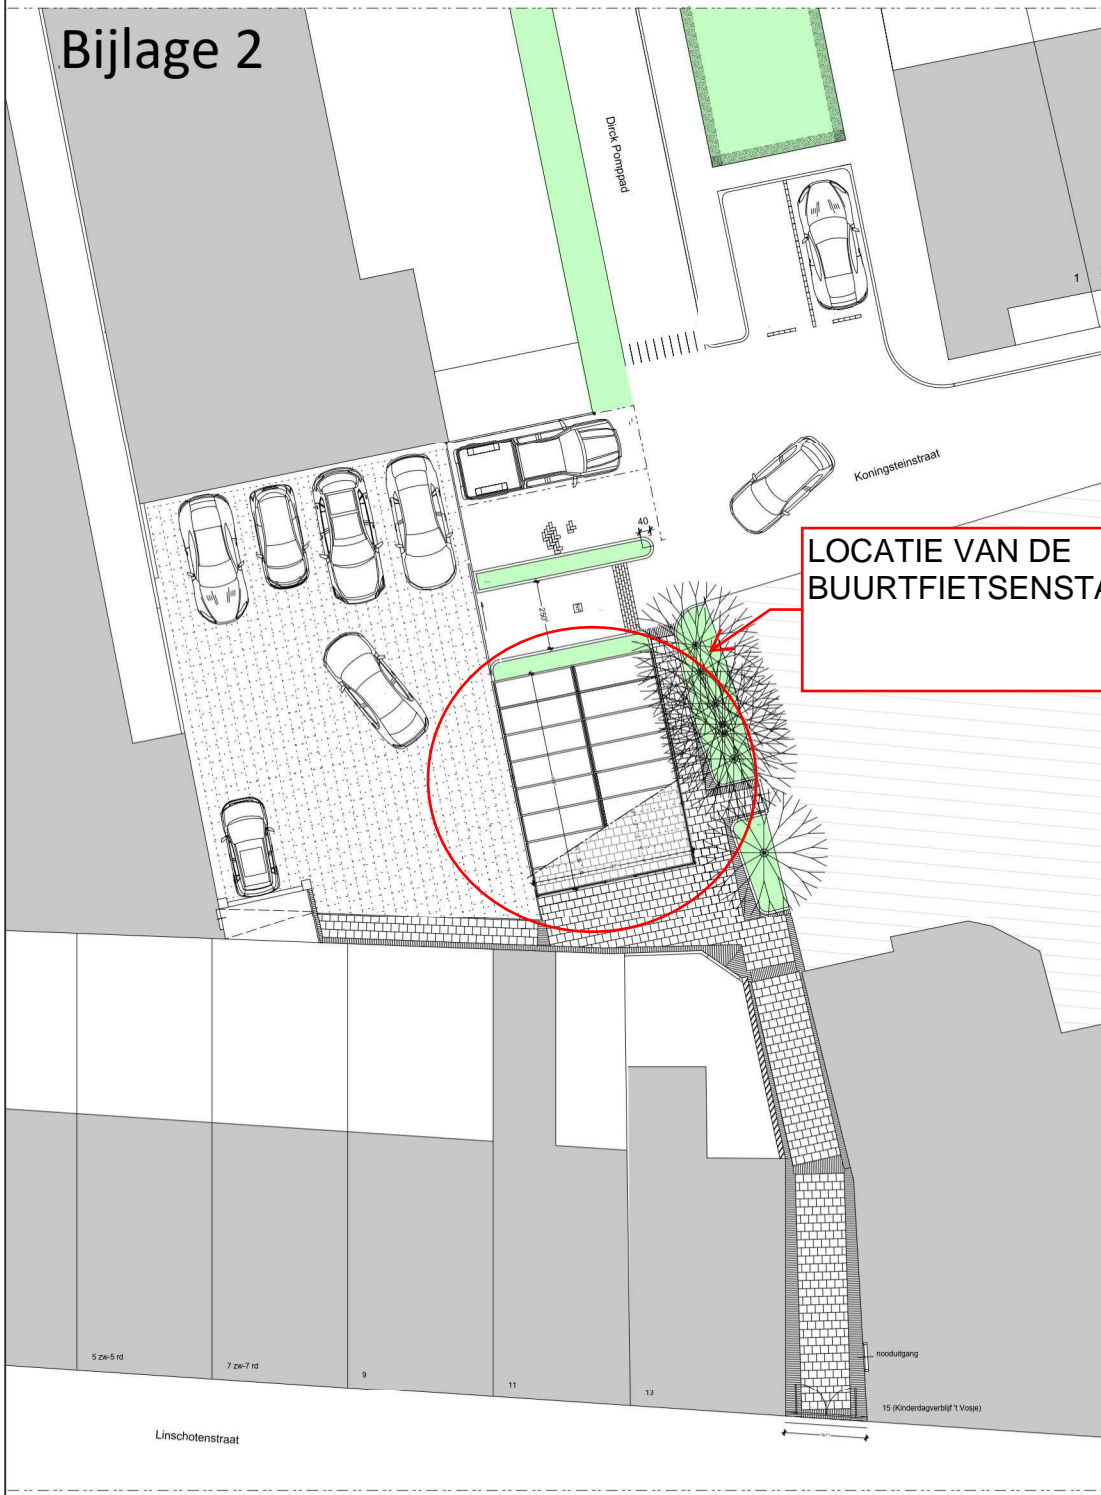 Bijlage 2
Dirck Pomppad
1
Koningsteinstraat
40
LOCATIE VAN DE
BUURTFIETSENSTA
250
5 zw-5 rd
7 zw-7 rd
9
11
13
nooduitgang
15 (Kinderdagverblijf 't Vosje)
Linschotenstraat